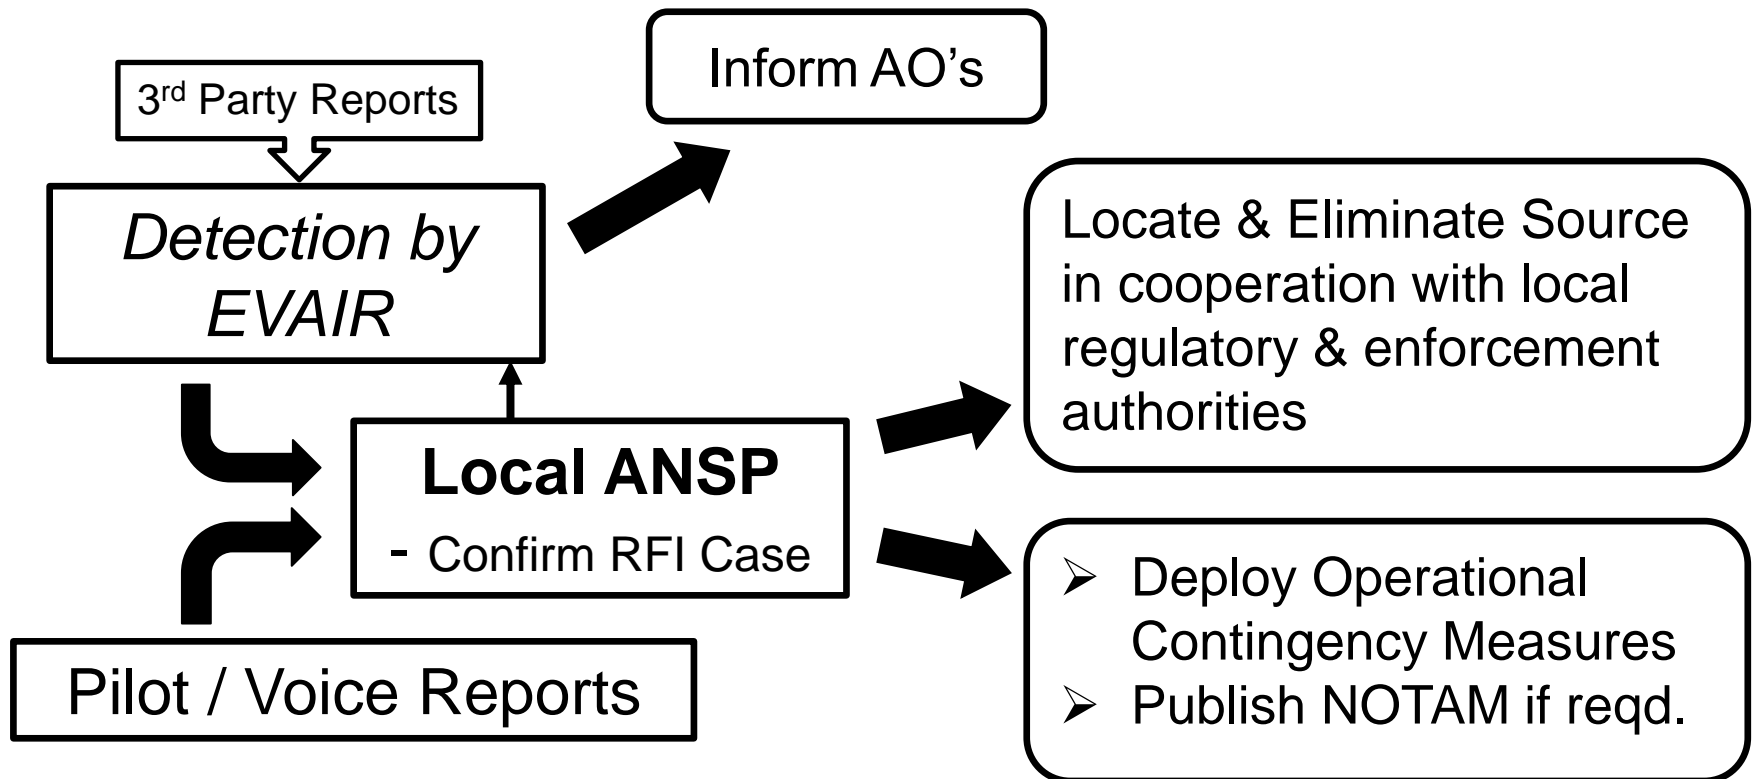 Inform AO’s
3rd Party Reports
Detection by
EVAIR
Locate & Eliminate Source
in cooperation with local
regulatory & enforcement
authorities
Local ANSP
- Confirm RFI Case
➢ Deploy Operational
Contingency Measures
➢ Publish NOTAM if reqd.
Pilot / Voice Reports